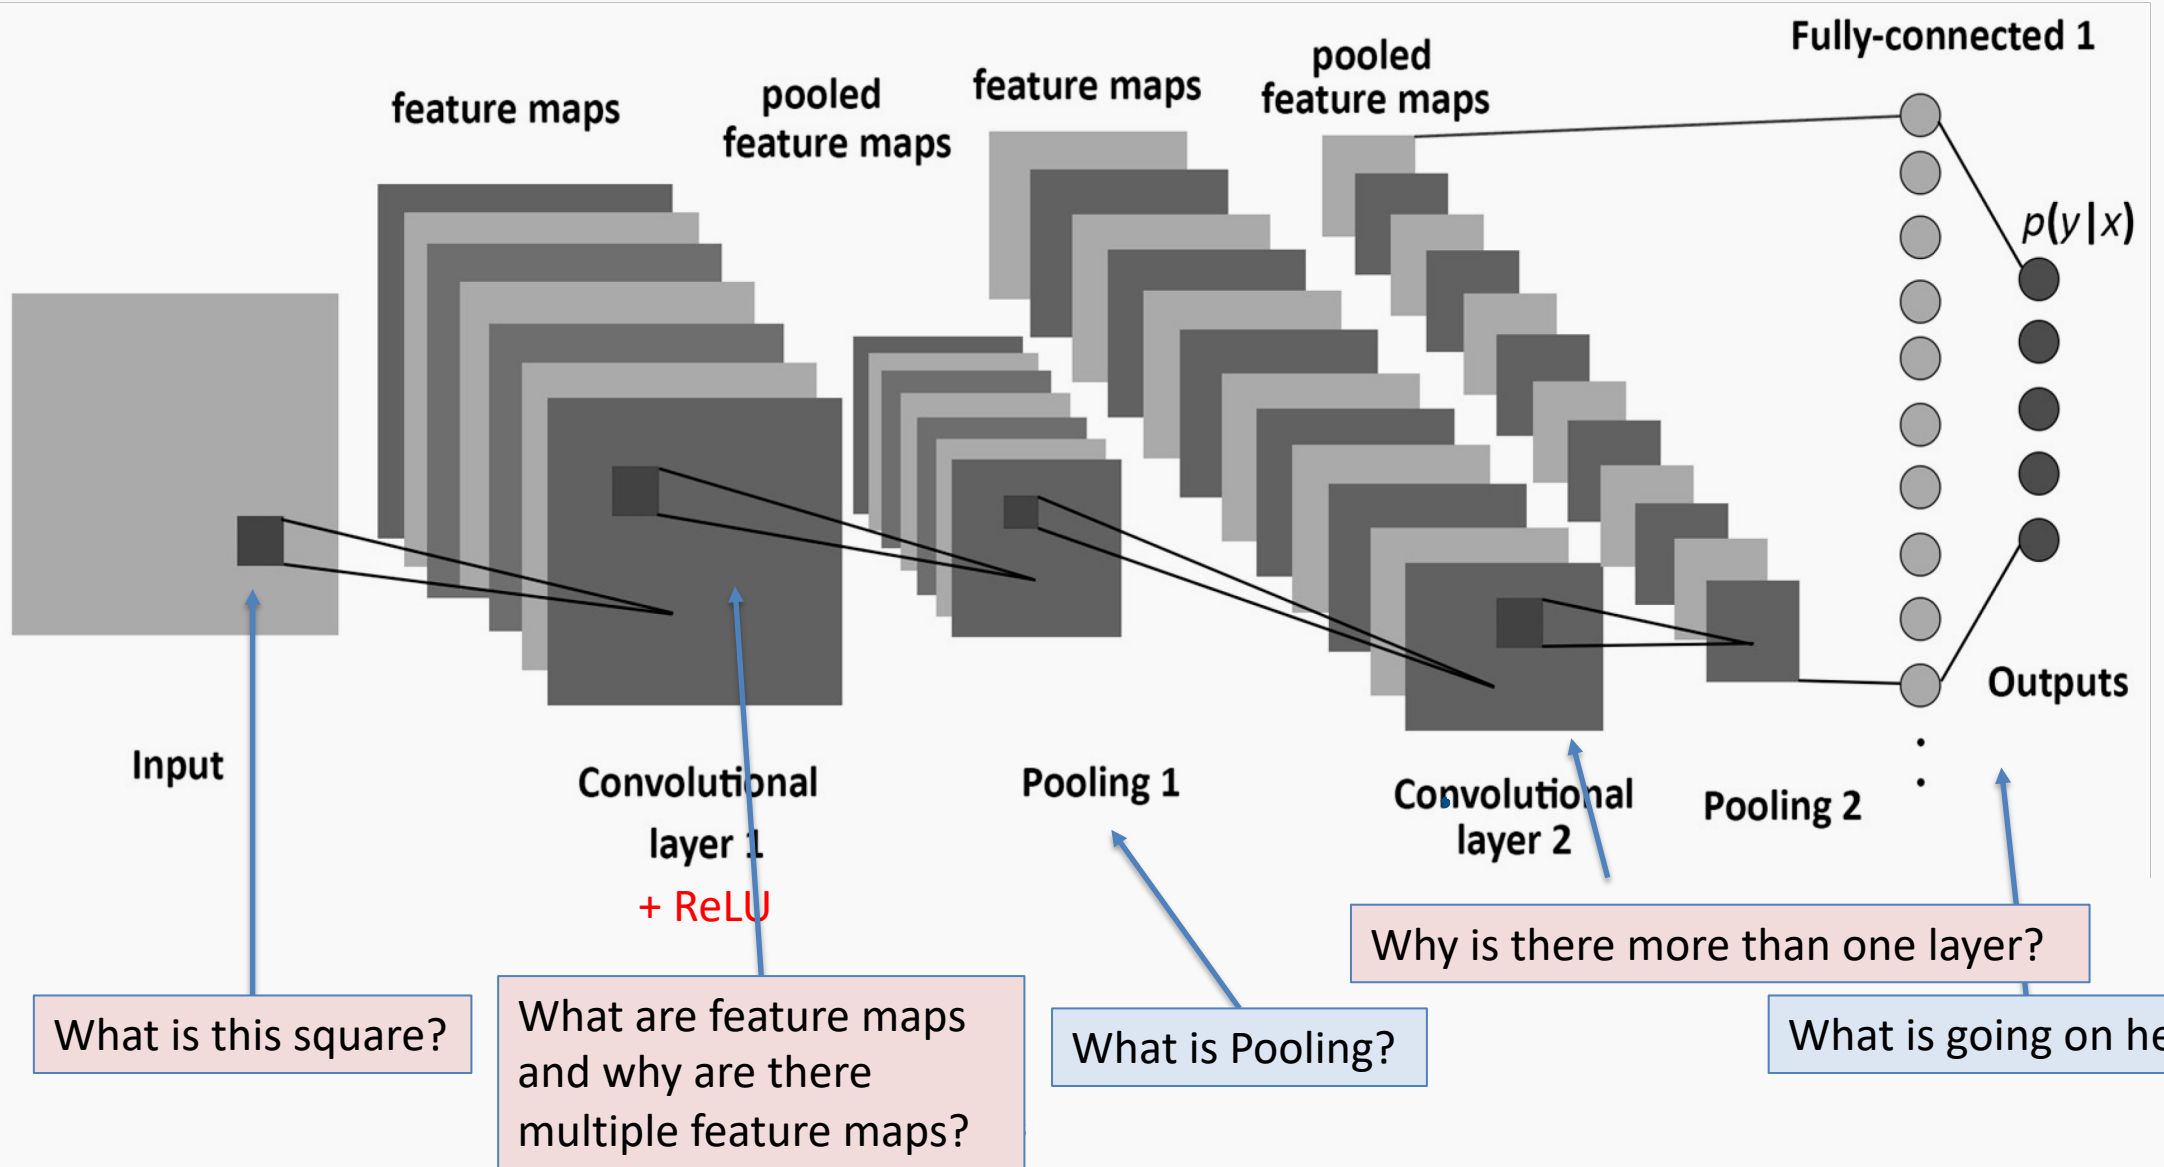 Fully-connected 1
pooled
feature maps
feature maps
pooled
feature maps
feature maps
p(y|x)
Outputs
Input
Convolutional
layer 1
+ ReLU
Pooling 1
Convolutional
layer 2
Pooling 2
Why is there more than one layer?
What is this square?
What are feature maps
and why are there
multiple feature maps?
What is Pooling?
What is going on he